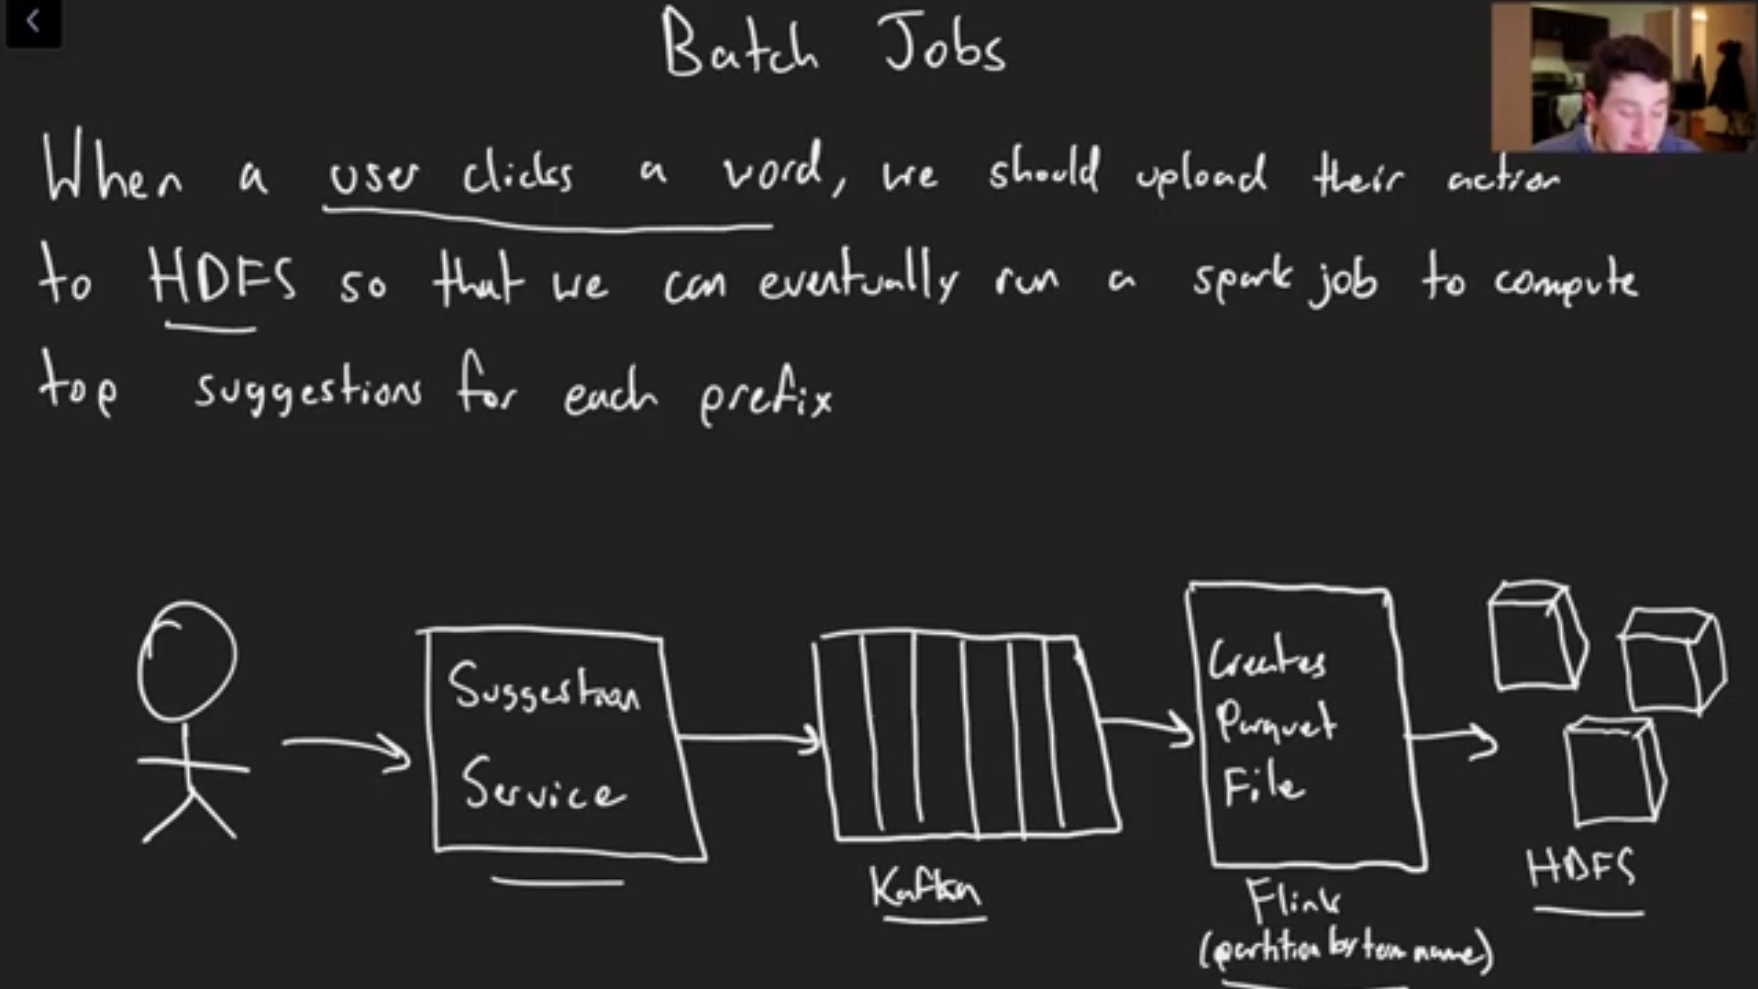 Batch Jobs
When a user clicks a word, we should upload their action
to HDFS so that we can eventually run a spark job to compute
top suggestions for each prefix
Suggestion
Service
Kafka
Creates
Parquet
File
Flink
(partition by term name)
HDFS